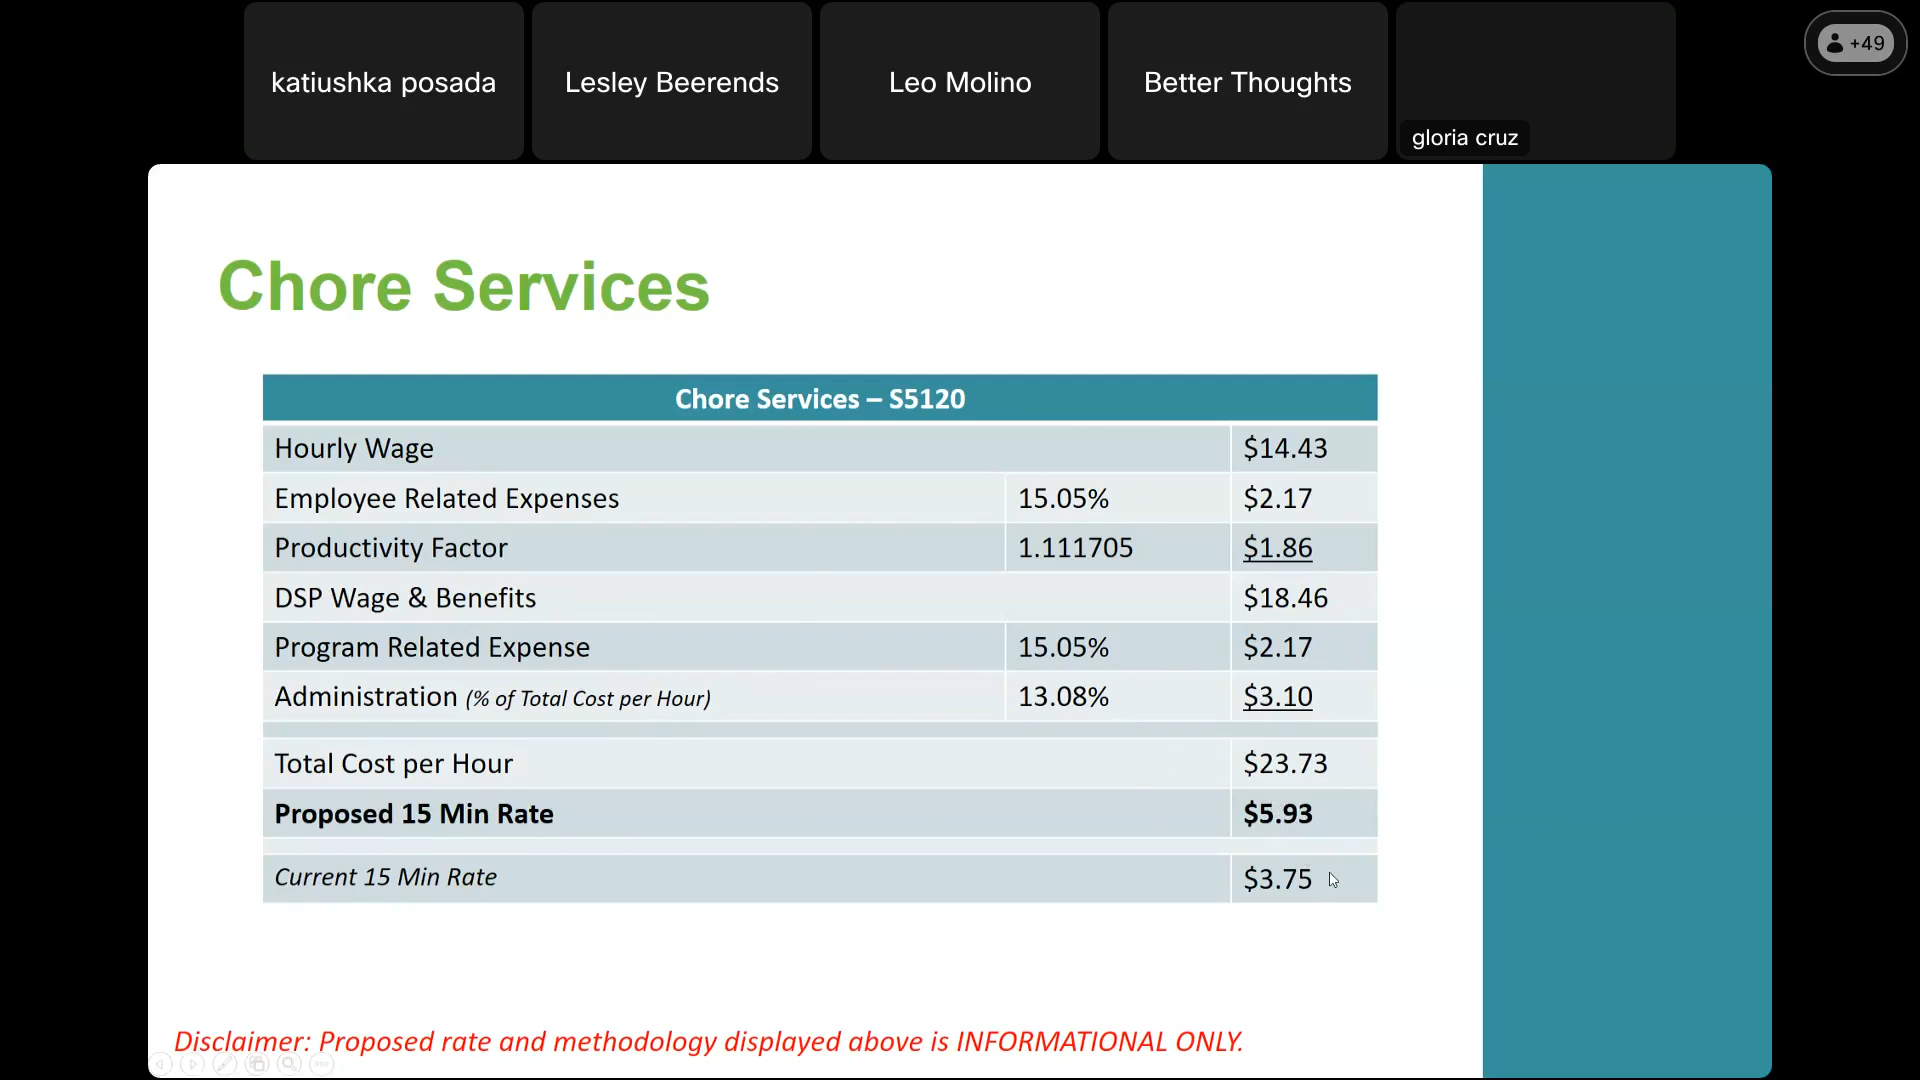 katiushka posada
Lesley Beerends
Leo Molino
Better Thoughts
gloria cruz
+49
Chore Services
Chore Services – S5120
Hourly Wage $14.43
Employee Related Expenses 15.05% $2.17
Productivity Factor 1.111705 $1.86
DSP Wage & Benefits $18.46
Program Related Expense 15.05% $2.17
Administration (% of Total Cost per Hour) 13.08% $3.10
Total Cost per Hour $23.73
Proposed 15 Min Rate $5.93
Current 15 Min Rate $3.75
Disclaimer: Proposed rate and methodology displayed above is INFORMATIONAL ONLY.